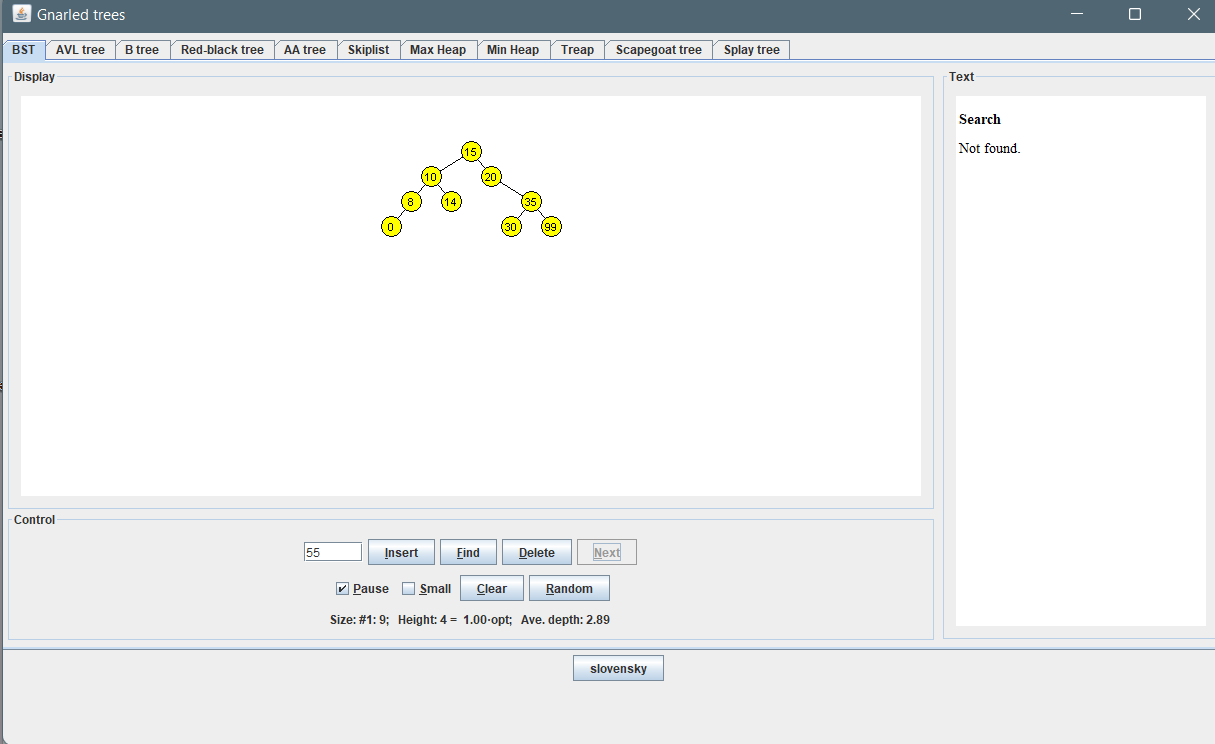 Gnarled trees
BST AVL tree B tree Red-black tree AA tree Skiplist Max Heap Min Heap Treap Scapegoat tree Splay tree
Display
15
10 20
8 14 35
0 30 99
Text
Search
Not found.
Control
55 Insert Find Delete Next
Pause Small Clear Random
Size: #1: 9; Height: 4 = 1.00·opt; Ave. depth: 2.89
slovensky